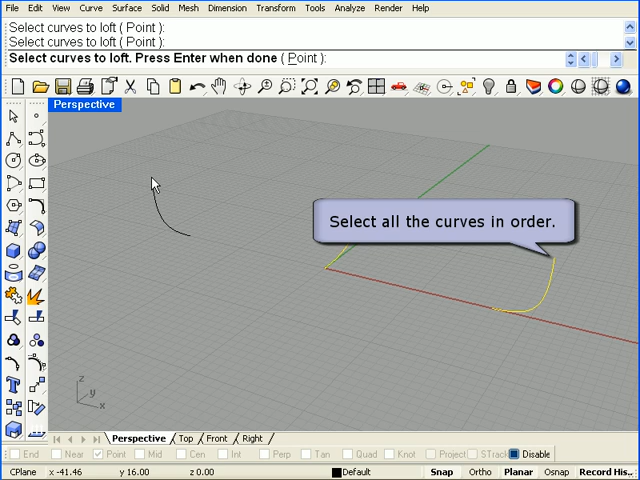 File Edit View Curve Surface Solid Mesh Dimension Transform Tools Analyze Render Help
Select curves to loft ( Point ):
Select curves to loft ( Point ):
Select curves to loft. Press Enter when done ( Point ):
Perspective
Select all the curves in order.
z
y
x
Perspective Top Front Right
End Near Point Mid Cen Int Perp Tan Quad Knot Project STrack Disable
CPlane x -41.46 y 16.00 z 0.00 Default Snap Ortho Planar Osnap Record His...